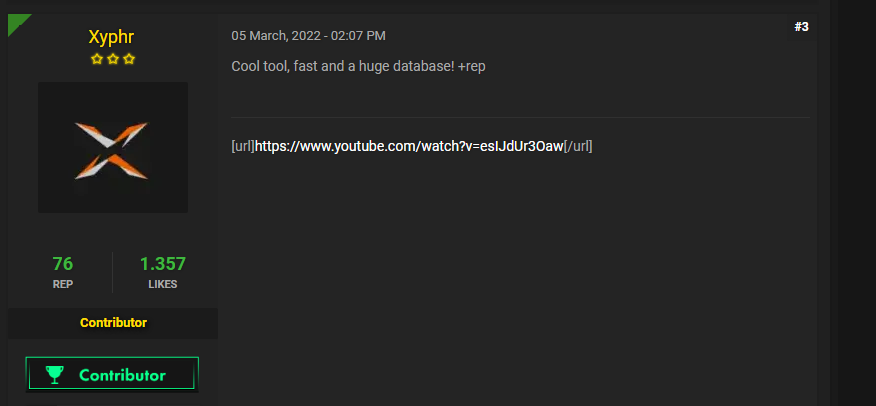 Xyphr
05 March, 2022 - 02:07 PM
#3
Cool tool, fast and a huge database! +rep
[url]https://www.youtube.com/watch?v=esIJdUr3Oaw[/url]
76
REP
1.357
LIKES
Contributor
Contributor